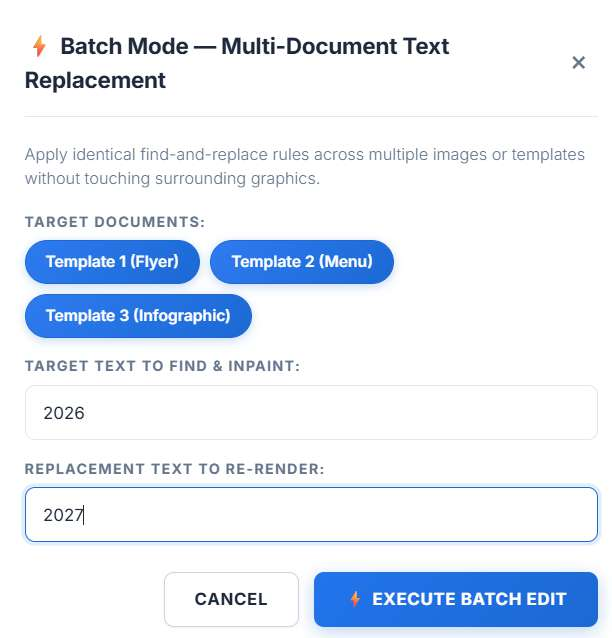 ⚡ Batch Mode — Multi-Document Text
Replacement
×
Apply identical find-and-replace rules across multiple images or templates
without touching surrounding graphics.
TARGET DOCUMENTS:
Template 1 (Flyer) Template 2 (Menu)
Template 3 (Infographic)
TARGET TEXT TO FIND & INPAINT:
2026
REPLACEMENT TEXT TO RE-RENDER:
2027
CANCEL ⚡ EXECUTE BATCH EDIT